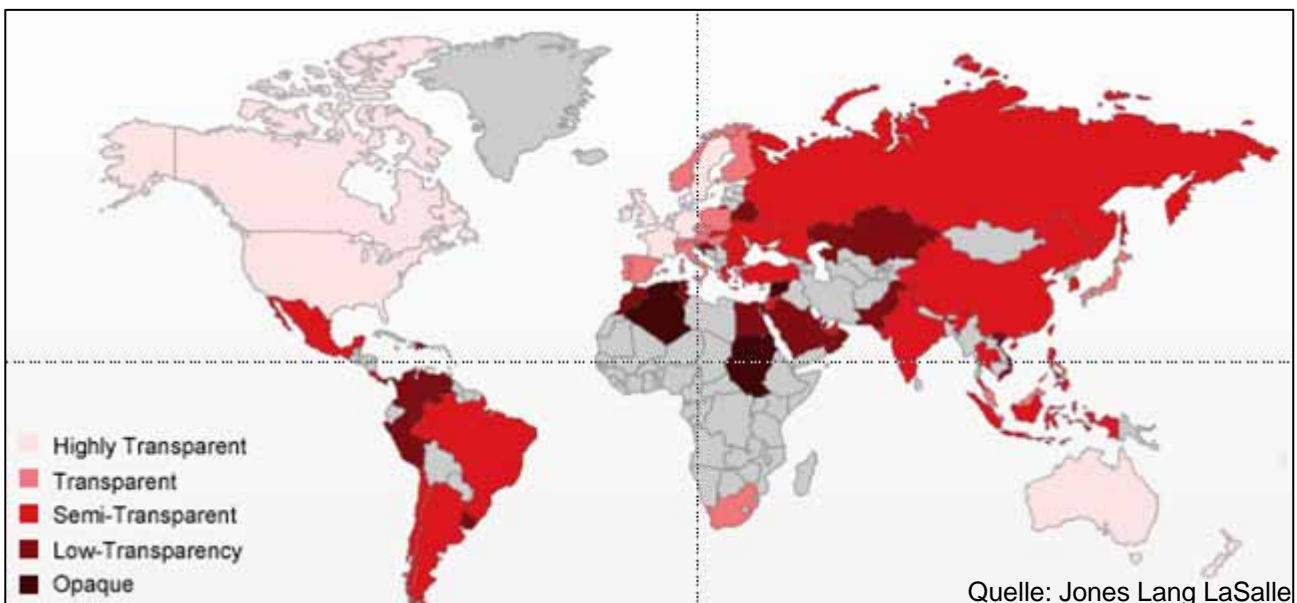 Highly Transparent
Transparent
Semi-Transparent
Low-Transparency
Opaque
Quelle: Jones Lang LaSalle